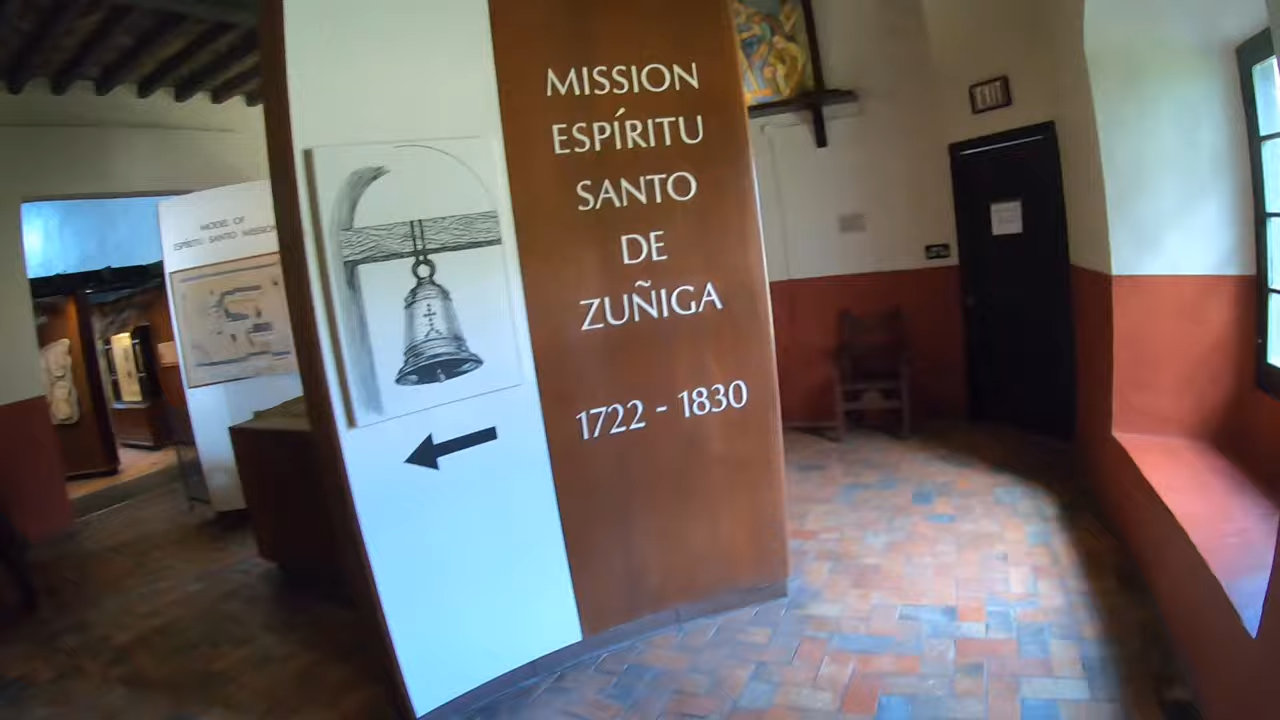 MISSION
ESPÍRITU
SANTO
DE
ZUÑIGA
1722 - 1830
MODEL OF
ESPÍRITU SANTO MISSION
EXIT